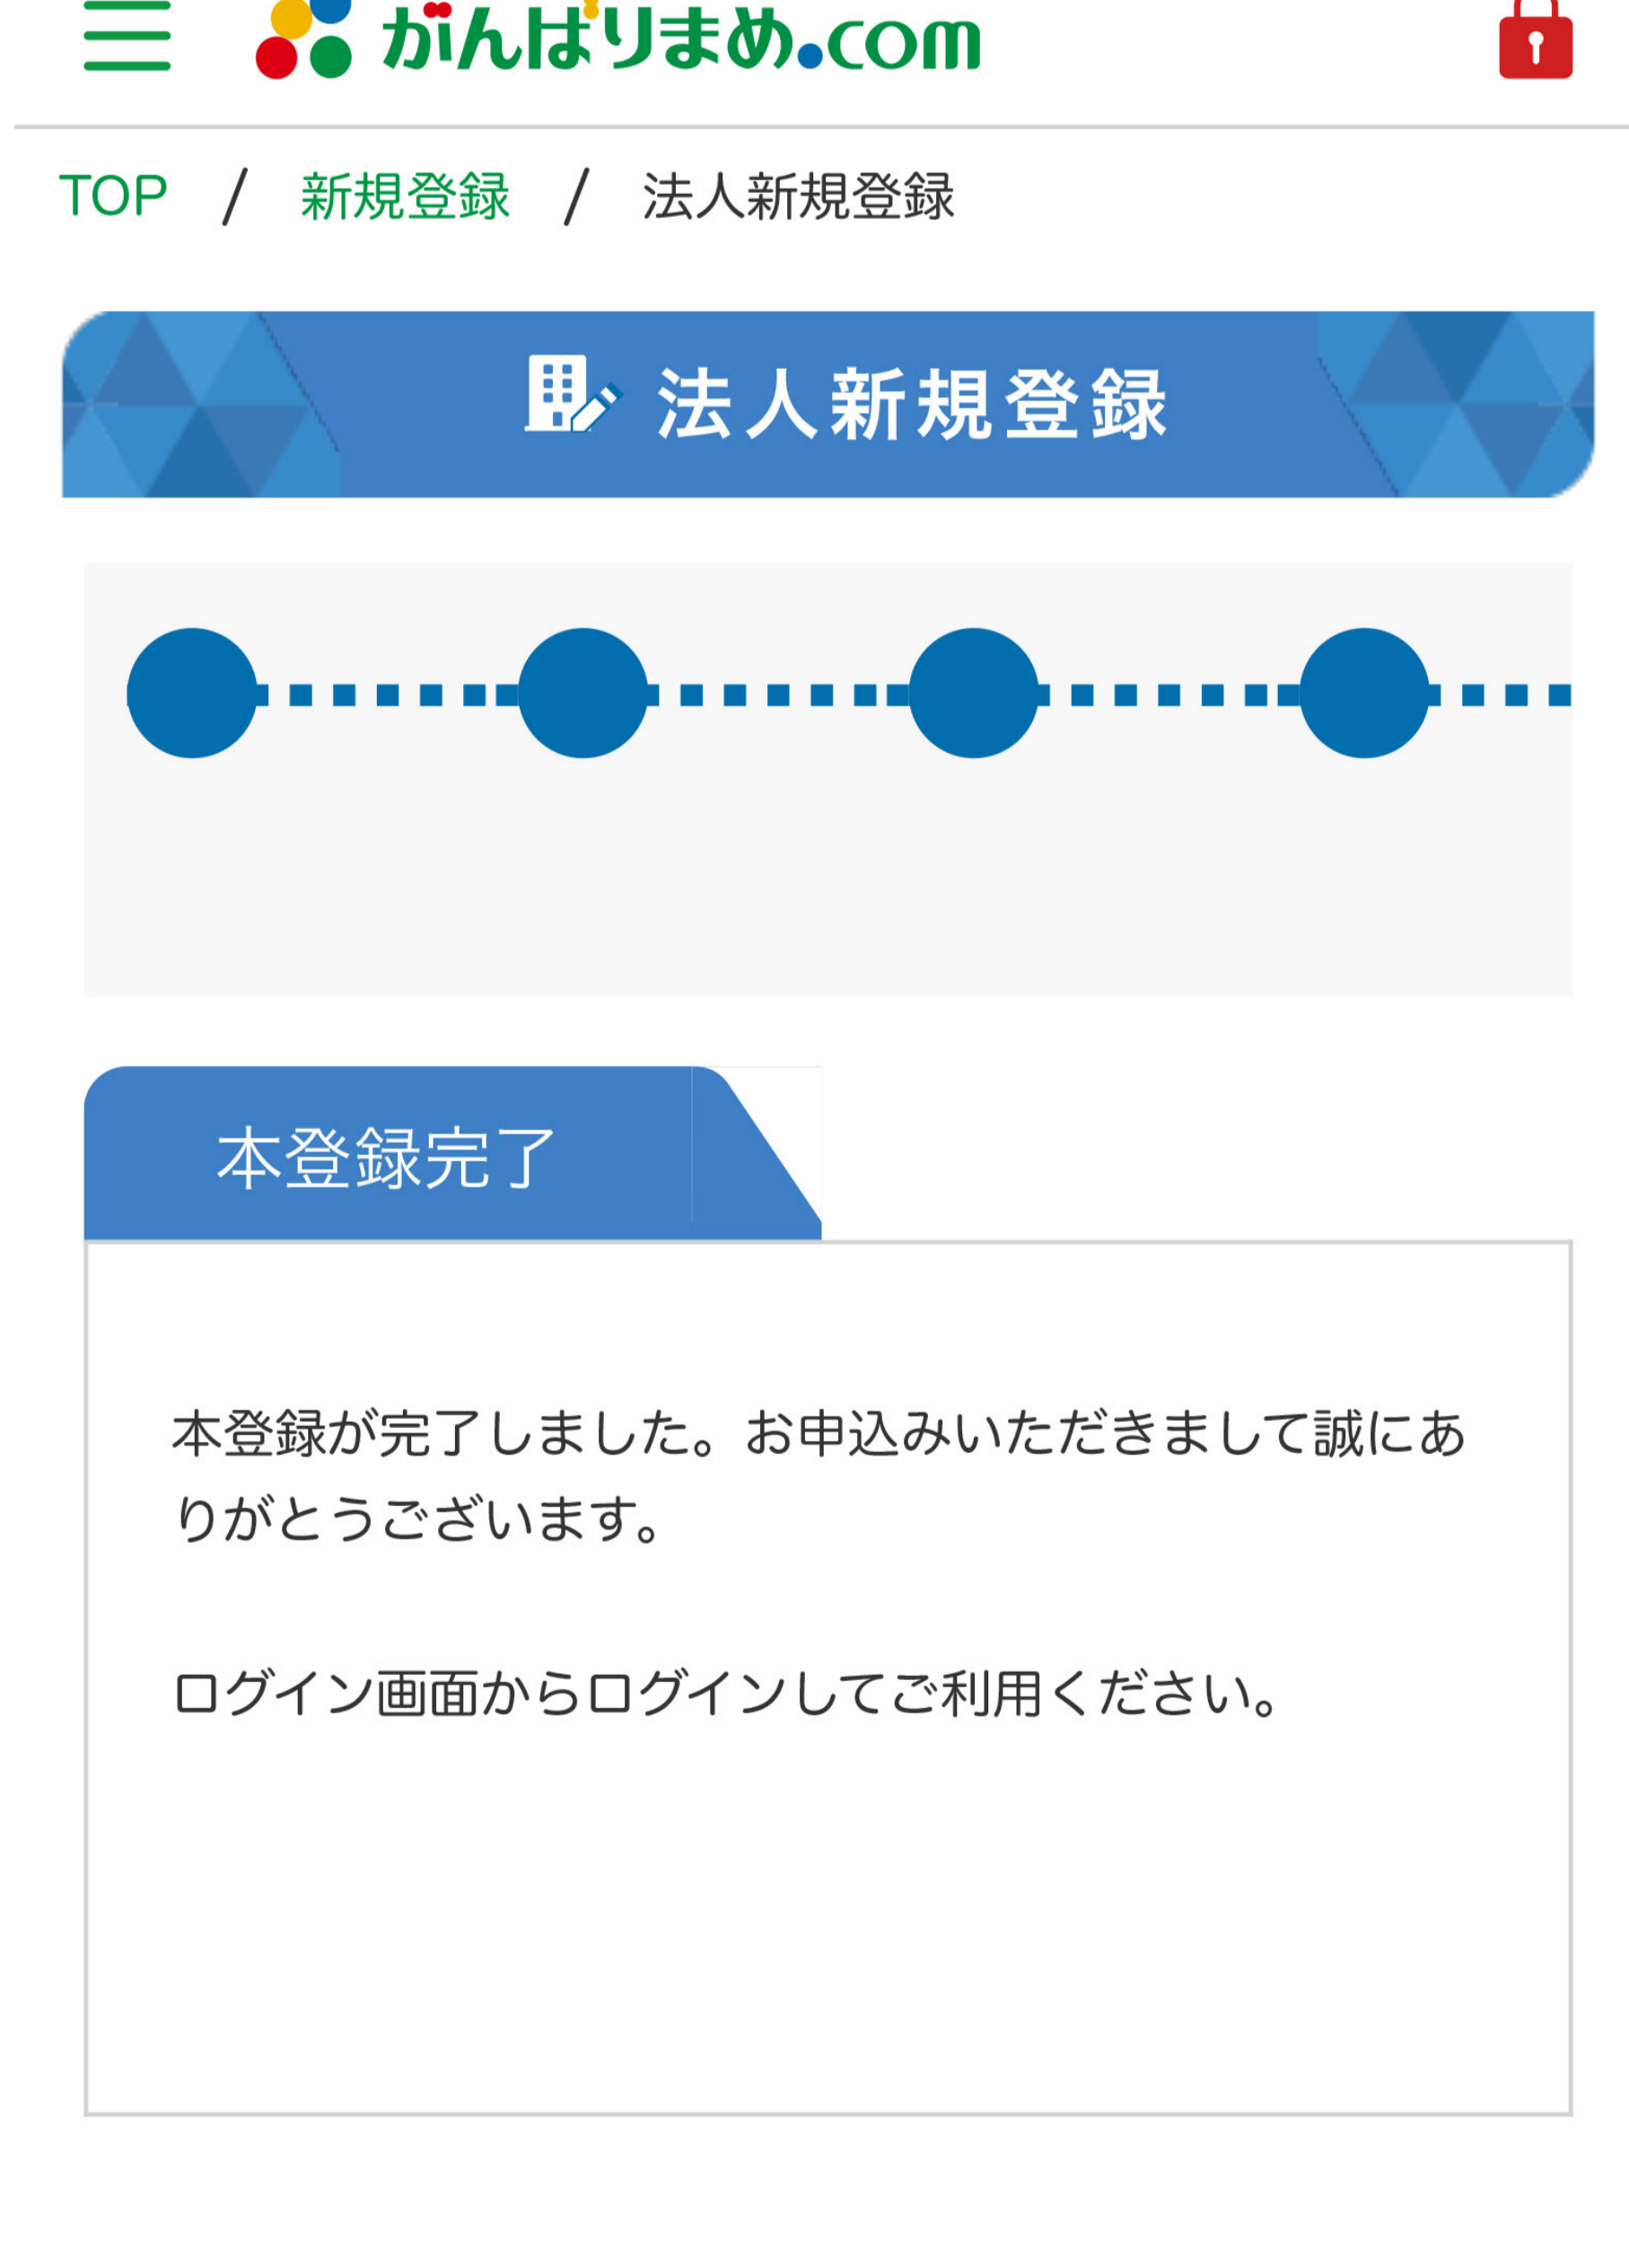 がんばりまめ.com
TOP / 新規登録 / 法人新規登録
法人新規登録
本登録完了
本登録が完了しました。お申込みいただきまして誠にあ
りがとうございます。
ログイン画面からログインしてご利用ください。